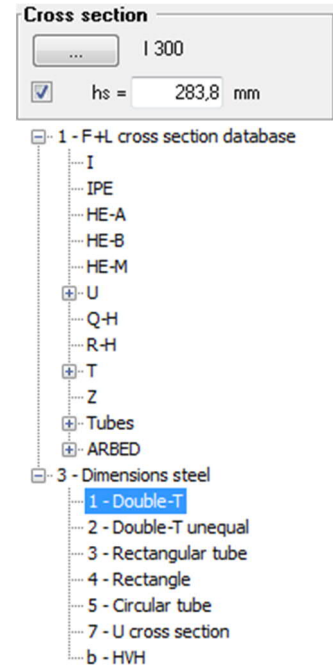 Cross section
... I 300
hs = 283,8 mm
1 - F+L cross section database
I
IPE
HE-A
HE-B
HE-M
U
Q-H
R-H
T
Z
Tubes
ARBED
3 - Dimensions steel
1 - Double-T
2 - Double-T unequal
3 - Rectangular tube
4 - Rectangle
5 - Circular tube
7 - U cross section
b - HVH